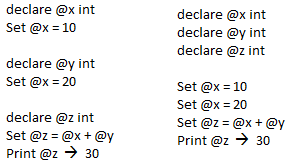 declare @x int
Set @x = 10
declare @y int
Set @x = 20
declare @z int
Set @z = @x + @y
Print @z → 30
declare @x int
declare @y int
declare @z int
Set @x = 10
Set @x = 20
Set @z = @x + @y
Print @z → 30